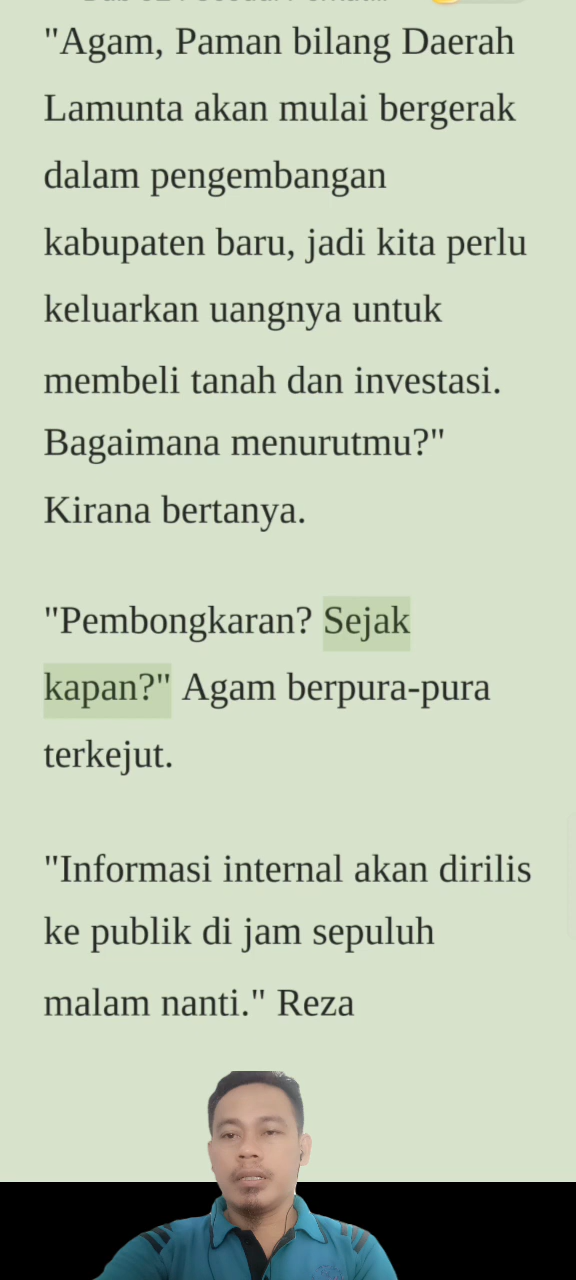 "Agam, Paman bilang Daerah
Lamunta akan mulai bergerak
dalam pengembangan
kabupaten baru, jadi kita perlu
keluarkan uangnya untuk
membeli tanah dan investasi.
Bagaimana menurutmu?"
Kirana bertanya.
"Pembongkaran? Sejak
kapan?" Agam berpura-pura
terkejut.
"Informasi internal akan dirilis
ke publik di jam sepuluh
malam nanti." Reza